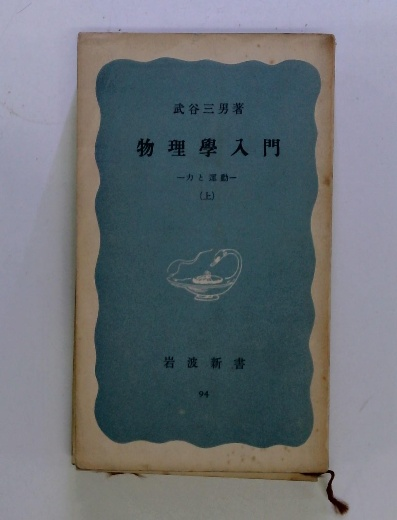 武谷三男著
物理學入門
—力と運動—
(上)
岩波新書
94